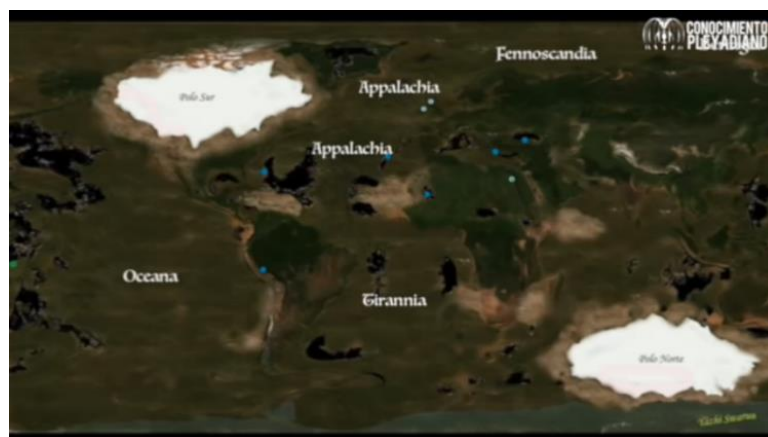 CONOCIMIENTO
PLEYADIANO
Fennoscandia
Appalachia
Polo Sur
Appalachia
Oceana
Tirannia
Polo Norte